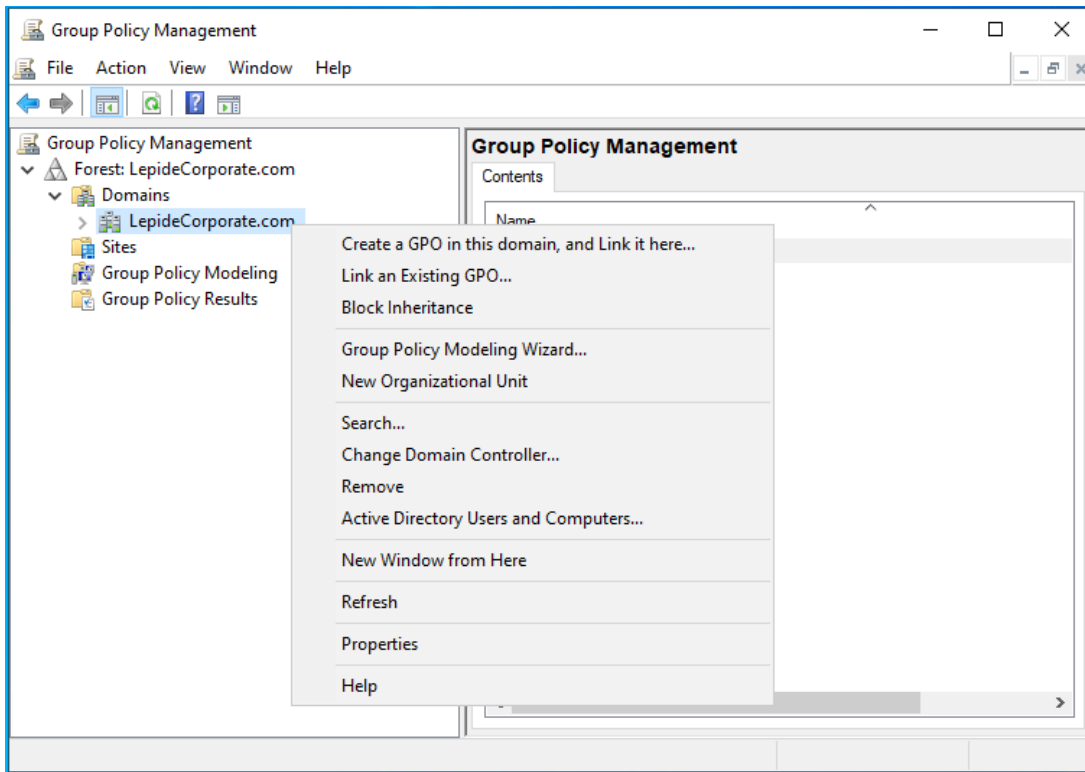 Group Policy Management
File Action View Window Help
Group Policy Management
Forest: LepideCorporate.com
Domains
LepideCorporate.com
Sites
Group Policy Modeling
Group Policy Results
Group Policy Management
Contents
Name
Create a GPO in this domain, and Link it here...
Link an Existing GPO...
Block Inheritance
Group Policy Modeling Wizard...
New Organizational Unit
Search...
Change Domain Controller...
Remove
Active Directory Users and Computers...
New Window from Here
Refresh
Properties
Help